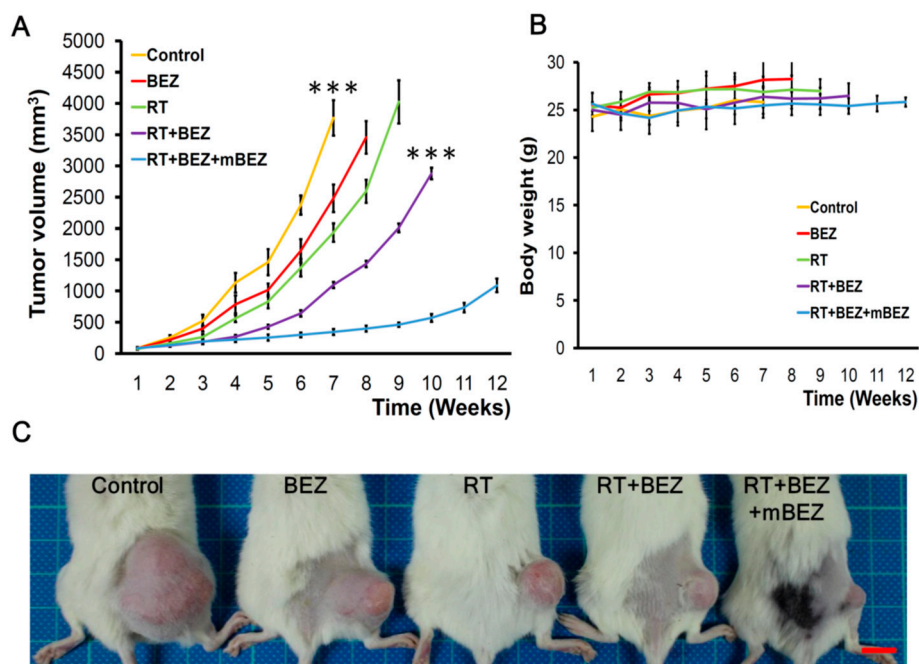 A
Tumor volume (mm³)
5000
4500
4000
3500
3000
2500
2000
1500
1000
500
0
Control
BEZ
RT
RT+BEZ
RT+BEZ+mBEZ
***
***
1 2 3 4 5 6 7 8 9 10 11 12
Time (Weeks)
B
Body weight (g)
30
25
20
15
10
5
0
Control
BEZ
RT
RT+BEZ
RT+BEZ+mBEZ
1 2 3 4 5 6 7 8 9 10 11 12
Time (Weeks)
C
Control BEZ RT RT+BEZ RT+BEZ
+mBEZ